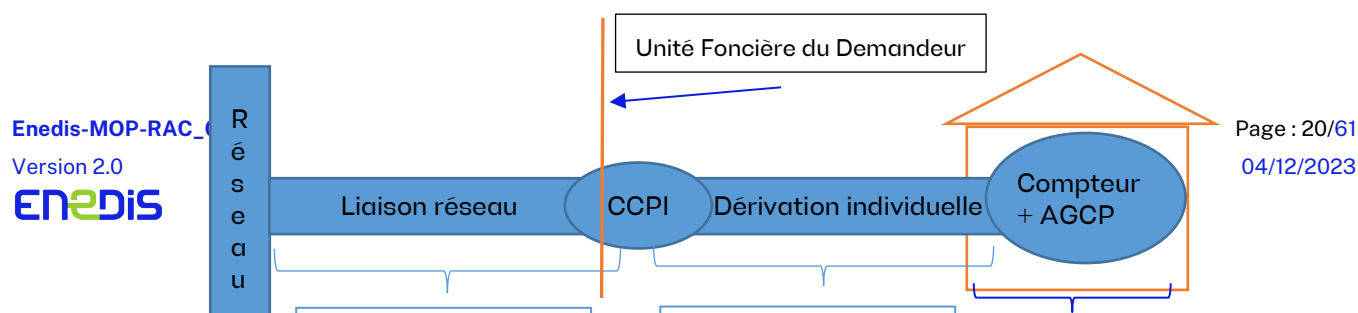 Unité Foncière du Demandeur
Enedis-MOP-RAC_
Version 2.0
ENEDIS
Réseau
Page : 20/61
04/12/2023
Liaison réseau
CCPI
Dérivation individuelle
Compteur
+ AGCP